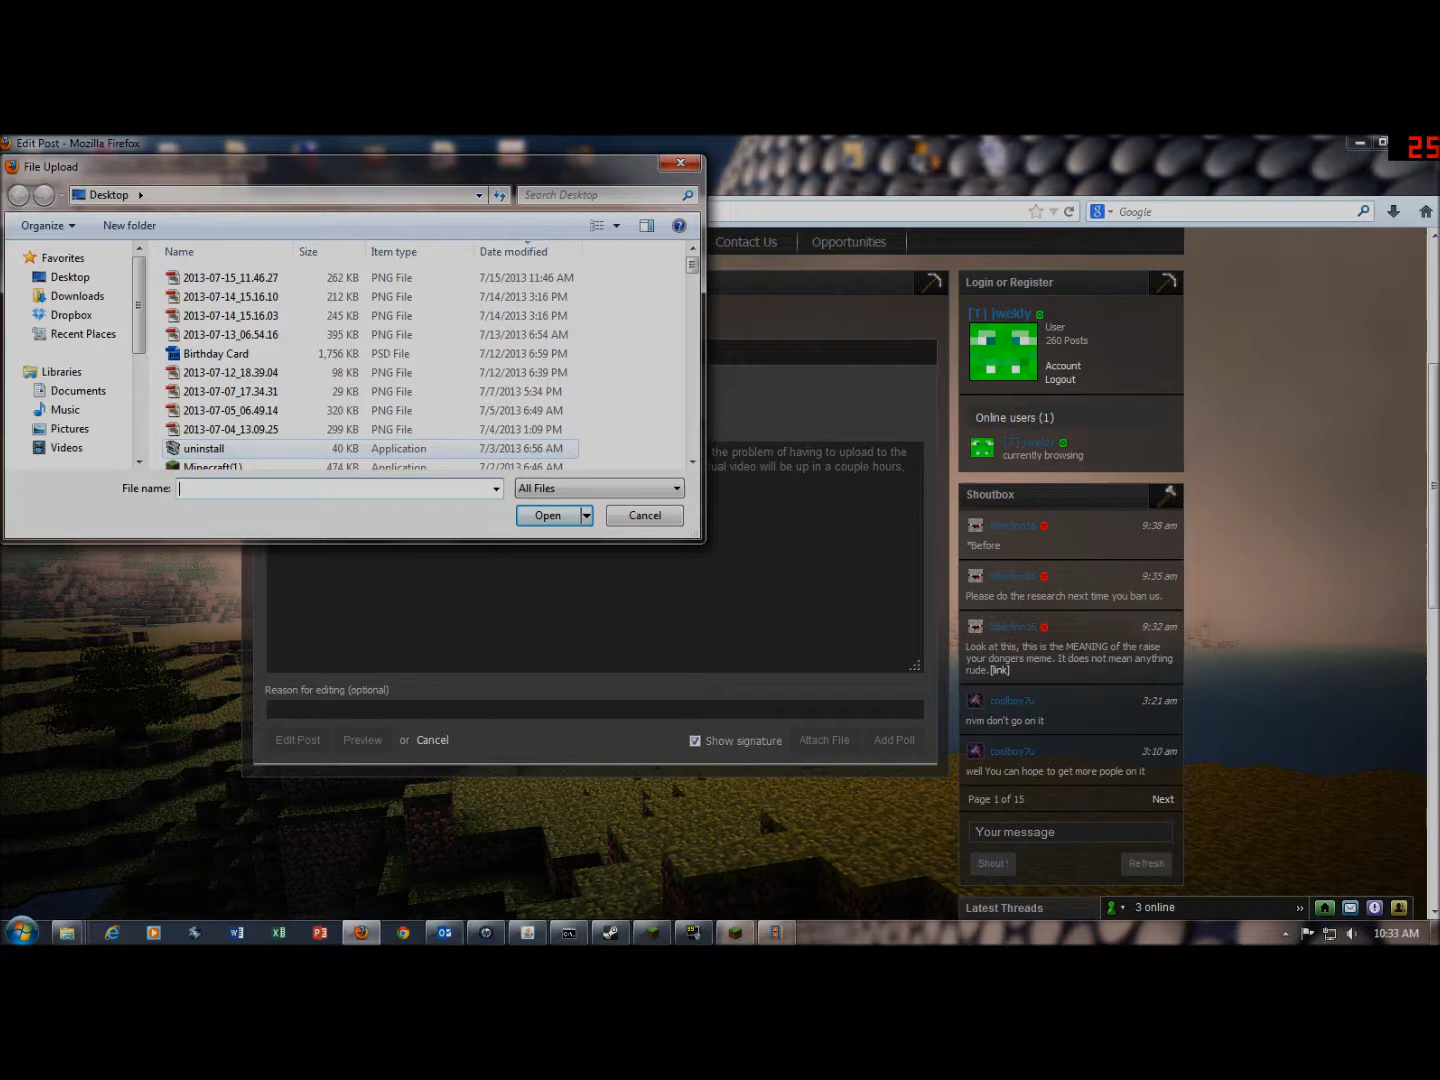 Edit Post - Mozilla Firefox
25
File Upload
Desktop
Search Desktop
Organize
New folder
Google
Contact Us
Opportunities
Favorites
Desktop
Downloads
Dropbox
Recent Places
Libraries
Documents
Music
Pictures
Videos
Name Size Item type Date modified
2013-07-15_11.46.27 262 KB PNG File 7/15/2013 11:46 AM
2013-07-14_15.16.10 212 KB PNG File 7/14/2013 3:16 PM
2013-07-14_15.16.03 245 KB PNG File 7/14/2013 3:16 PM
2013-07-13_06.54.16 395 KB PNG File 7/13/2013 6:54 AM
Birthday Card 1,756 KB PSD File 7/12/2013 6:59 PM
2013-07-12_18.39.04 98 KB PNG File 7/12/2013 6:39 PM
2013-07-07_17.34.31 29 KB PNG File 7/7/2013 5:34 PM
2013-07-05_06.49.14 320 KB PNG File 7/5/2013 6:49 AM
2013-07-04_13.09.25 299 KB PNG File 7/4/2013 1:09 PM
uninstall 40 KB Application 7/3/2013 6:56 AM
Minecraft(1) 474 KB Application 7/2/2013 6:46 AM
File name:
All Files
Open
Cancel
the problem of having to upload to the
ual video will be up in a couple hours,
Reason for editing (optional)
Edit Post
Preview
or Cancel
Show signature
Attach File
Add Poll
Login or Register
[T] jweldy
User
260 Posts
Account
Logout
Online users (1)
[T] jweldy
currently browsing
Shoutbox
9:38 am
*Before
9:35 am
Please do the research next time you ban us.
9:32 am
Look at this, this is the MEANING of the raise
your dongers meme. It does not mean anything
rude.[link]
coolboy7u 3:21 am
nvm don't go on it
coolboy7u 3:10 am
well You can hope to get more pople on it
Page 1 of 15
Next
Your message
Shout!
Refresh
Latest Threads
3 online
10:33 AM